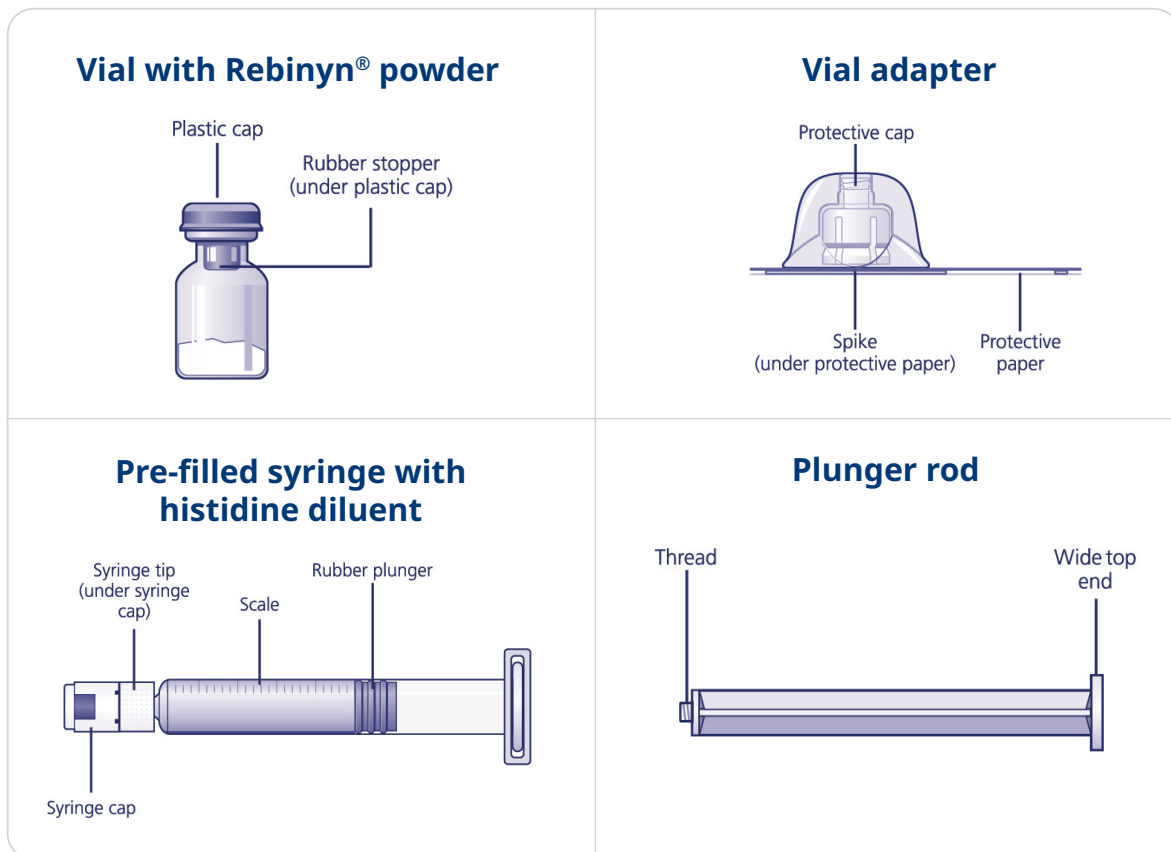 Vial with Rebinyn® powder
Plastic cap
Rubber stopper
(under plastic cap)
Vial adapter
Protective cap
Spike
(under protective paper)
Protective
paper
Pre-filled syringe with
histidine diluent
Syringe tip
(under syringe
cap)
Scale
Rubber plunger
Syringe cap
Plunger rod
Thread
Wide top
end